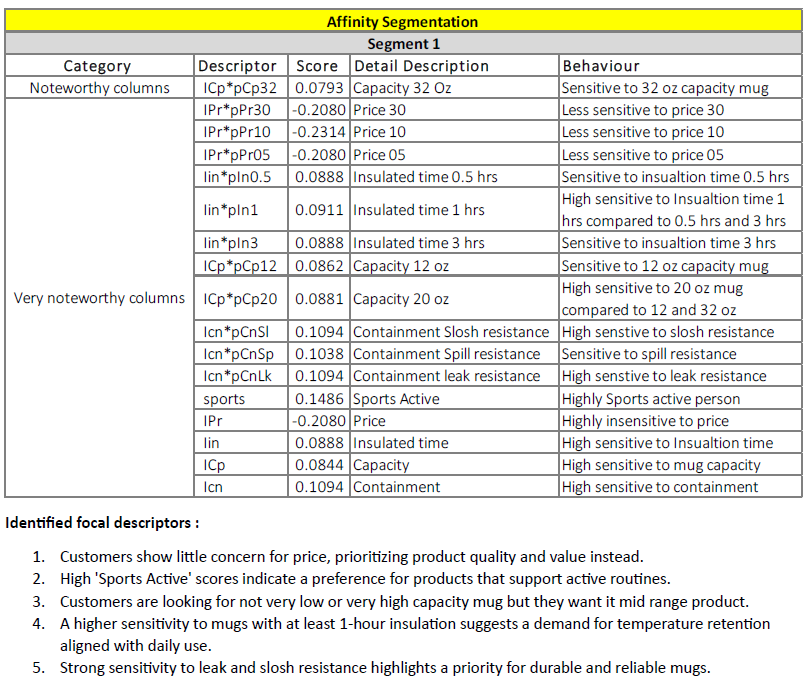 Affinity Segmentation
Segment 1
Category Descriptor Score Detail Description Behaviour
Noteworthy columns ICp*pCp32 0.0793 Capacity 32 Oz Sensitive to 32 oz capacity mug
IPr*pPr30 -0.2080 Price 30 Less sensitive to price 30
IPr*pPr10 -0.2314 Price 10 Less sensitive to price 10
IPr*pPr05 -0.2080 Price 05 Less sensitive to price 05
Iin*pIn0.5 0.0888 Insulated time 0.5 hrs Sensitive to insualtion time 0.5 hrs
Iin*pIn1 0.0911 Insulated time 1 hrs High sensitive to Insualtion time 1
hrs compared to 0.5 hrs and 3 hrs
Iin*pIn3 0.0888 Insulated time 3 hrs Sensitive to insualtion time 3 hrs
ICp*pCp12 0.0862 Capacity 12 oz Sensitive to 12 oz capacity mug
Very noteworthy columns ICp*pCp20 0.0881 Capacity 20 oz High sensitive to 20 oz mug
compared to 12 and 32 oz
Icn*pCnSl 0.1094 Containment Slosh resistance High senstive to slosh resistance
Icn*pCnSp 0.1038 Containment Spill resistance Sensitive to spill resistance
Icn*pCnLk 0.1094 Containment leak resistance High senstive to leak resistance
sports 0.1486 Sports Active Highly Sports active person
IPr -0.2080 Price Highly insensitive to price
Iin 0.0888 Insulated time High sensitive to Insualtion time
ICp 0.0844 Capacity High sensitive to mug capacity
Icn 0.1094 Containment High sensitive to containment
Identified focal descriptors :
1. Customers show little concern for price, prioritizing product quality and value instead.
2. High 'Sports Active' scores indicate a preference for products that support active routines.
3. Customers are looking for not very low or very high capacity mug but they want it mid range product.
4. A higher sensitivity to mugs with at least 1-hour insulation suggests a demand for temperature retention
aligned with daily use.
5. Strong sensitivity to leak and slosh resistance highlights a priority for durable and reliable mugs.